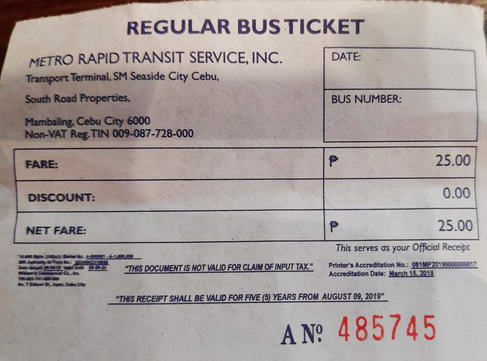 REGULAR BUS TICKET
METRO RAPID TRANSIT SERVICE, INC.
Transport Terminal, SM Seaside City Cebu,
South Road Properties,
Mambaling, Cebu City 6000
Non-VAT Reg. TIN 009-087-728-000
DATE:
BUS NUMBER:
FARE: ₱ 25.00
DISCOUNT: 0.00
NET FARE: ₱ 25.00
This serves as your Official Receipt
"THIS DOCUMENT IS NOT VALID FOR CLAIM OF INPUT TAX."
Printer's Accreditation No.:
Accreditation Date: March 15, 2019
"THIS RECEIPT SHALL BE VALID FOR FIVE (5) YEARS FROM AUGUST 09, 2019"
A Nº 485745